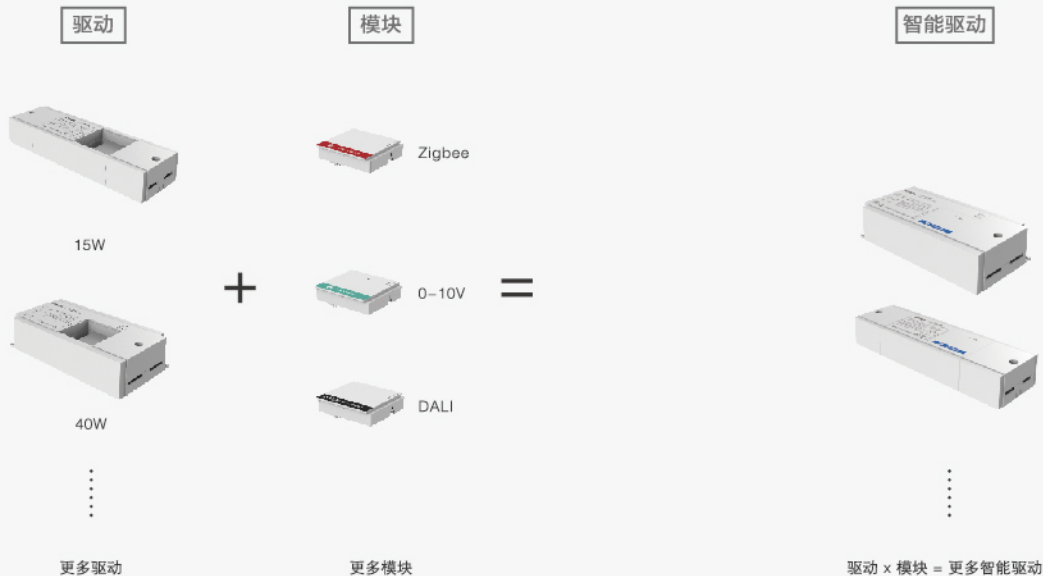 驱动
模块
智能驱动
Zigbee
15W
+
0-10V
=
40W
DALI
更多驱动
更多模块
驱动 x 模块 = 更多智能驱动